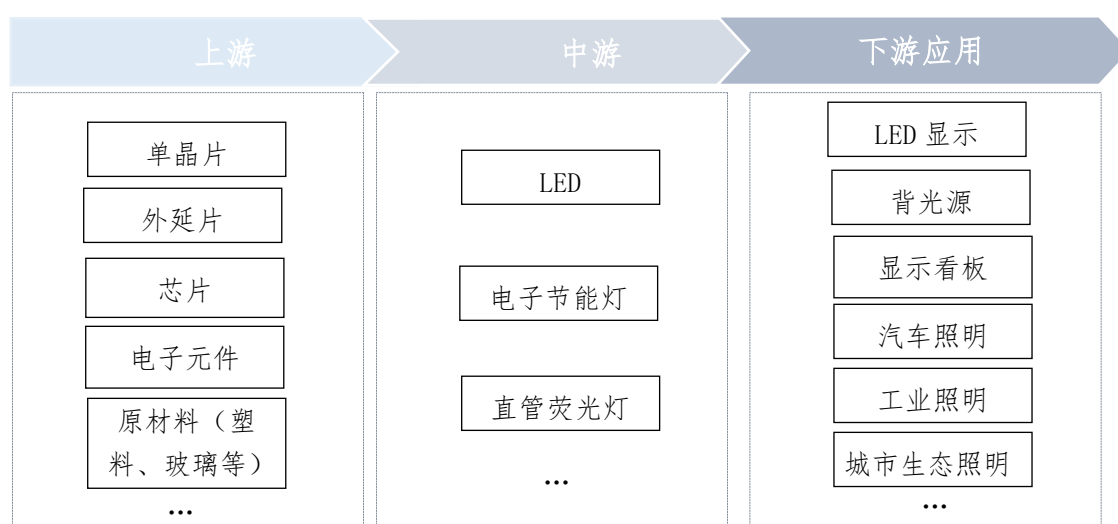 上游
中游
下游应用
单晶片
外延片
芯片
电子元件
原材料（塑
料、玻璃等）
...
LED
电子节能灯
直管荧光灯
...
LED 显示
背光源
显示看板
汽车照明
工业照明
城市生态照明
...